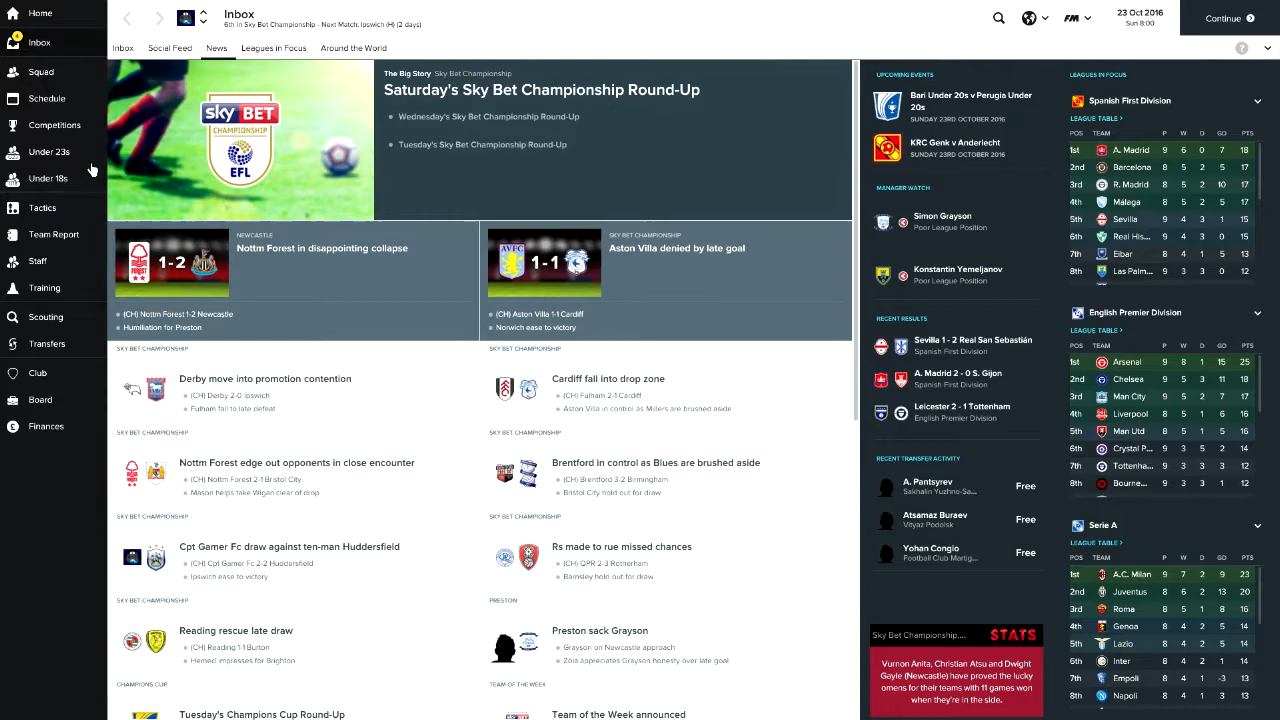 Home
4
Inbox
Squad
Schedule
Competitions
Under 23s
Under 18s
Tactics
Team Report
Staff
Training
Scouting
Transfers
Club
Board
Finances
Inbox
6th in Sky Bet Championship - Next Match: Ipswich (H) (2 days)
FM
23 Oct 2016
Sun 8:00
Continue
Inbox Social Feed News Leagues in Focus Around the World
?
sky BET
CHAMPIONSHIP
EFL
The Big Story Sky Bet Championship
Saturday's Sky Bet Championship Round-Up
Wednesday's Sky Bet Championship Round-Up
Tuesday's Sky Bet Championship Round-Up
1-2
NEWCASTLE
Nottm Forest in disappointing collapse
(CH) Nottm Forest 1-2 Newcastle
Humiliation for Preston
AVFC
1-1
SKY BET CHAMPIONSHIP
Aston Villa denied by late goal
(CH) Aston Villa 1-1 Cardiff
Norwich ease to victory
SKY BET CHAMPIONSHIP
Derby move into promotion contention
(CH) Derby 2-0 Ipswich
Fulham fall to late defeat
SKY BET CHAMPIONSHIP
Cardiff fall into drop zone
(CH) Fulham 2-1 Cardiff
Aston Villa in control as Millers are brushed aside
SKY BET CHAMPIONSHIP
Nottm Forest edge out opponents in close encounter
(CH) Nottm Forest 2-1 Bristol City
Mason helps take Wigan clear of drop
SKY BET CHAMPIONSHIP
Brentford in control as Blues are brushed aside
(CH) Brentford 3-2 Birmingham
Bristol City hold out for draw
SKY BET CHAMPIONSHIP
Cpt Gamer Fc draw against ten-man Huddersfield
(CH) Cpt Gamer Fc 2-2 Huddersfield
Ipswich ease to victory
SKY BET CHAMPIONSHIP
Rs made to rue missed chances
(CH) QPR 2-3 Rotherham
Barnsley hold out for draw
SKY BET CHAMPIONSHIP
Reading rescue late draw
(CH) Reading 1-1 Burton
Hemed impresses for Brighton
PRESTON
Preston sack Grayson
Grayson on Newcastle approach
Zola appreciates Grayson honesty over late goal
CHAMPIONS CUP
Tuesday's Champions Cup Round-Up
TEAM OF THE WEEK
Team of the Week announced
UPCOMING EVENTS
Bari Under 20s v Perugia Under
20s
SUNDAY 23RD OCTOBER 2016
KRC Genk v Anderlecht
SUNDAY 23RD OCTOBER 2016
MANAGER WATCH
Simon Grayson
Poor League Position
Konstantin Yemeljanov
Poor League Position
RECENT RESULTS
Sevilla 1 - 2 Real San Sebastián
Spanish First Division
A. Madrid 2 - 0 S. Gijon
Spanish First Division
Leicester 2 - 1 Tottenham
English Premier Division
RECENT TRANSFER ACTIVITY
A. Pantsyrev
Sakhalin Yuzhno-Sa...
Free
Atsamaz Buraev
Vityaz Podolsk
Free
Yohan Congio
Football Club Martig...
Free
Sky Bet Championship,... STATS
Vurnon Anita, Christian Atsu and Dwight
Gayle (Newcastle) have proved the lucky
omens for their teams with 11 games won
when they're in the side.
LEAGUES IN FOCUS
Spanish First Division
LEAGUE TABLE >
POS TEAM P W D GD PTS
1st A. Madrid 9 6 0 7 18
2nd Barcelona 9 5 2 11 17
3rd R. Madrid 8 5 2 10 17
4th Málaga 8 5 2 5 17
5th Sevilla 9 4 3 1 15
6th Real His... 9 4 3 0 15
7th Eibar 8 4 1 5 13
8th Las Palm... 9 3 3 0 12
English Premier Division
LEAGUE TABLE >
POS TEAM P W D GD PTS
1st Arsenal 9 8 1 15 25
2nd Chelsea 9 5 3 11 18
3rd Man City 9 5 2 7 17
4th Liverpool 8 5 1 6 16
5th Man Utd 8 5 1 5 16
6th Crystal P... 9 3 5 2 14
7th Tottenha... 9 3 3 3 12
8th Bourne... 9 3 3 1 12
Serie A
LEAGUE TABLE >
POS TEAM P W D GD PTS
1st A.C. Milan 9 7 2 9 23
2nd Juventus 8 6 2 13 20
3rd Roma 8 5 1 8 16
4th Genoa 8 4 2 5 14
5th Lazio 8 4 2 5 14
6th Inter 8 4 2 1 14
7th Empoli 8 4 1 -3 13
8th Napoli 8 4 1 3 13